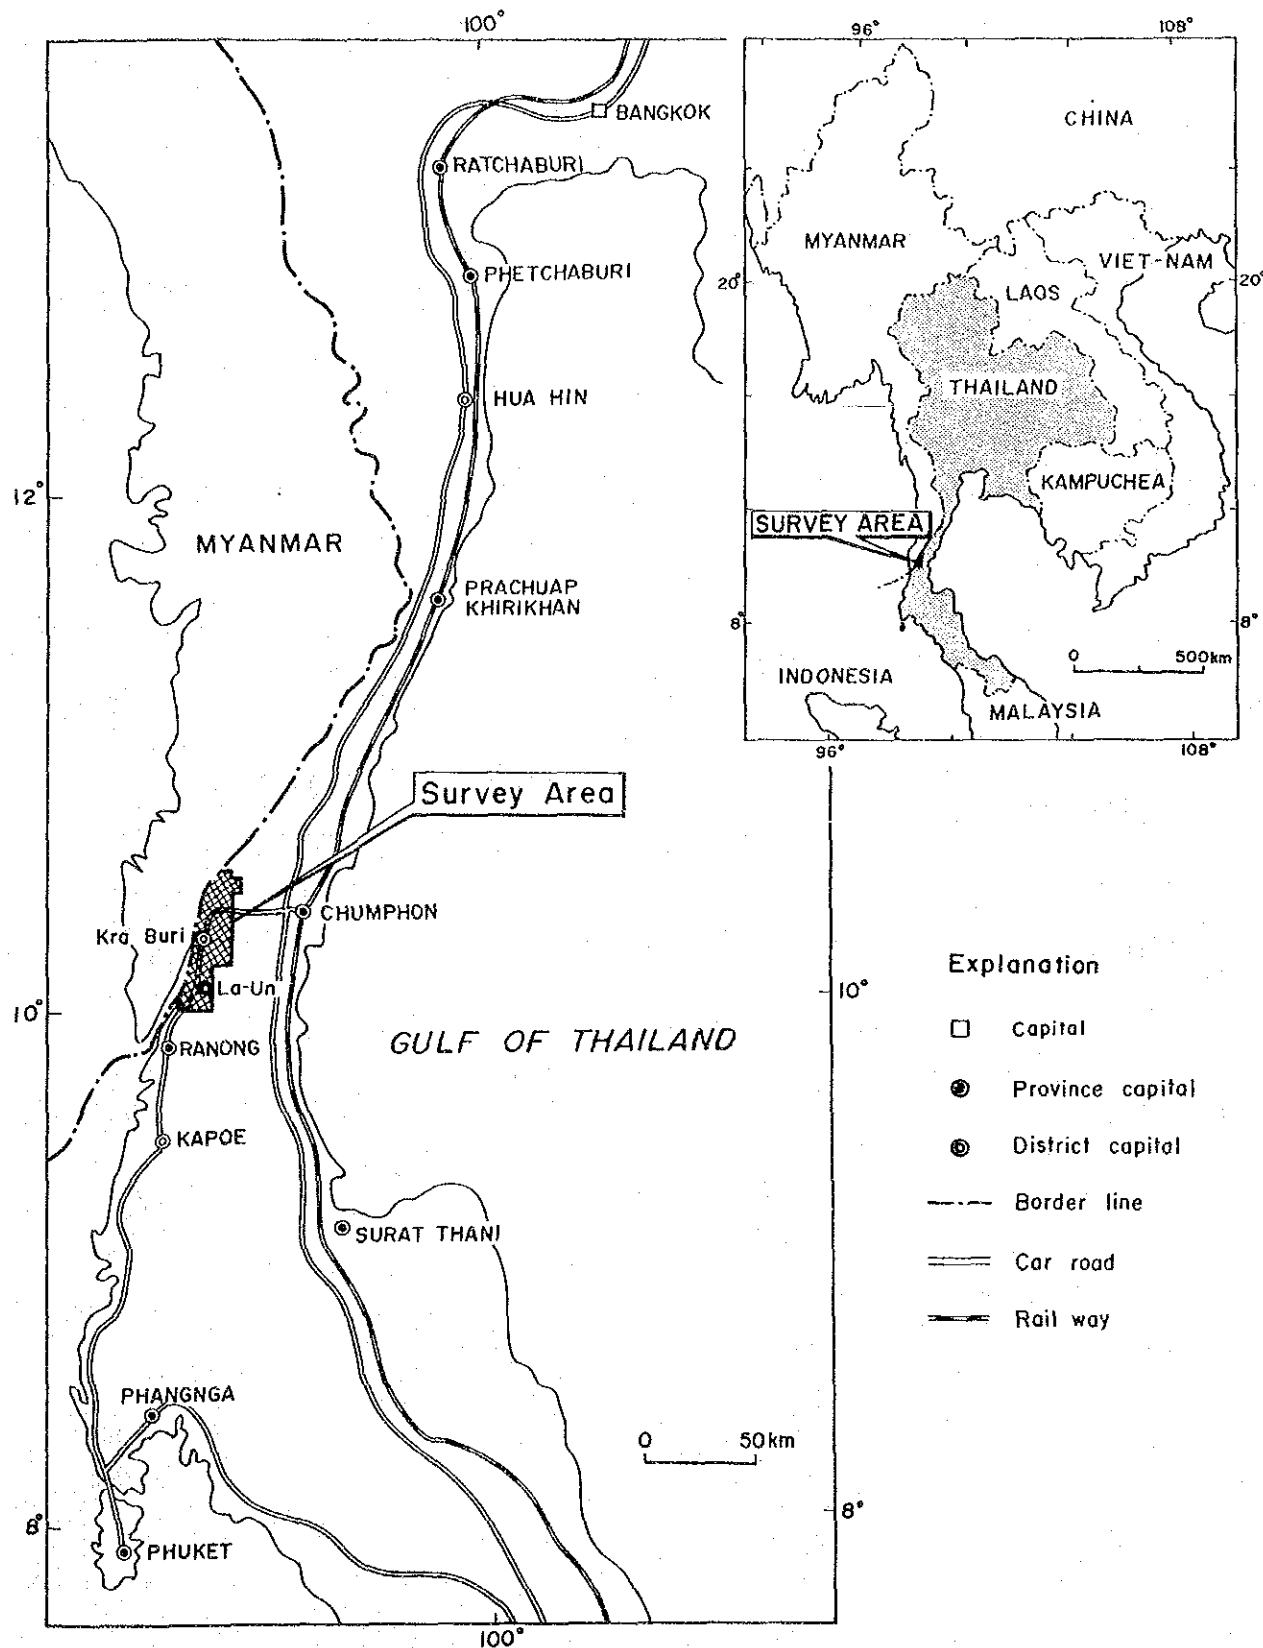 100°
BANGKOK
RATCHABURI
PHETCHABURI
HUA HIN
12°
MYANMAR
PRACHUAP
KHIRIKHAN
Survey Area
CHUMPHON
Kra Buri
La-Un
10°
10°
RANONG
GULF OF THAILAND
KAPOE
SURAT THANI
PHANGNGA
0 50km
8°
8°
PHUKET
100°
96° 108°
CHINA
MYANMAR
VIET-NAM
20° 20°
LAOS
THAILAND
KAMPUCHEA
SURVEY AREA
8° 8°
0 500km
INDONESIA
MALAYSIA
96° 108°
Explanation
Capital
Province capital
District capital
Border line
Car road
Rail way